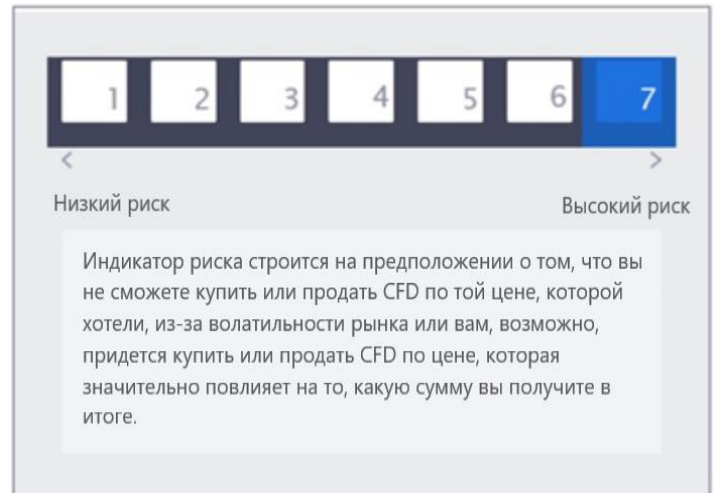 1 2 3 4 5 6 7
< >
Низкий риск Высокий риск
Индикатор риска строится на предположении о том, что вы
не сможете купить или продать CFD по той цене, которой
хотели, из-за волатильности рынка или вам, возможно,
придется купить или продать CFD по цене, которая
значительно повлияет на то, какую сумму вы получите в
итоге.